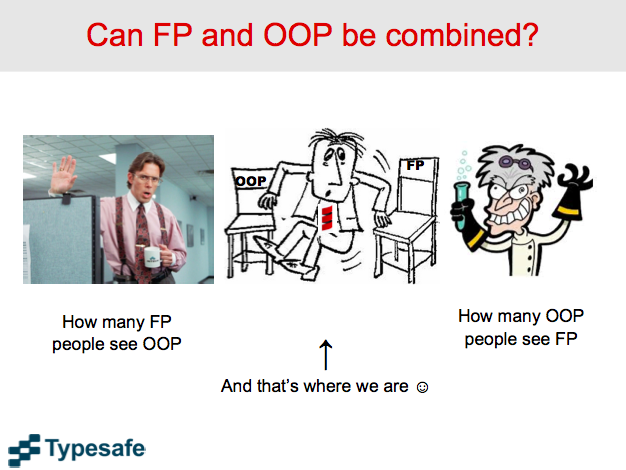 Can FP and OOP be combined?
OOP
FP
How many FP
people see OOP
How many OOP
people see FP
↑
And that's where we are ☺
Typesafe